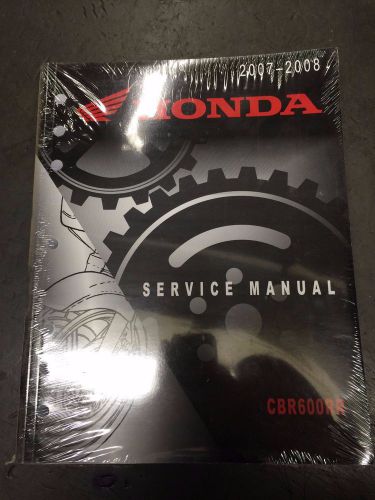 2007-2008
HONDA
SERVICE MANUAL
CBR600RR